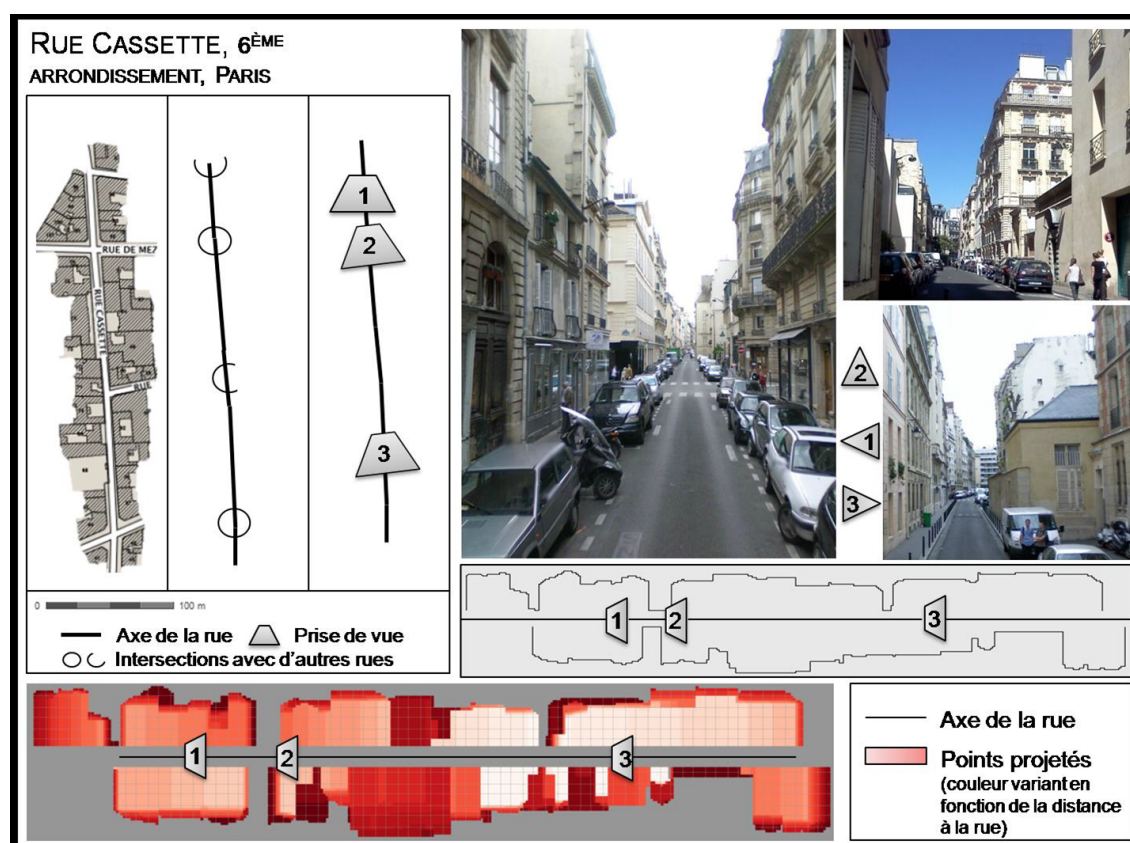 RUE CASSETTE, 6ÈME
ARRONDISSEMENT, PARIS
RUE DE MEZ
RUE CASSETTE
RUE
1
2
3
0 100 m
Axe de la rue Prise de vue
Intersections avec d'autres rues
2
1
3
1 2 3
1 2 3
Axe de la rue
Points projetés
(couleur variant en
fonction de la distance
à la rue)